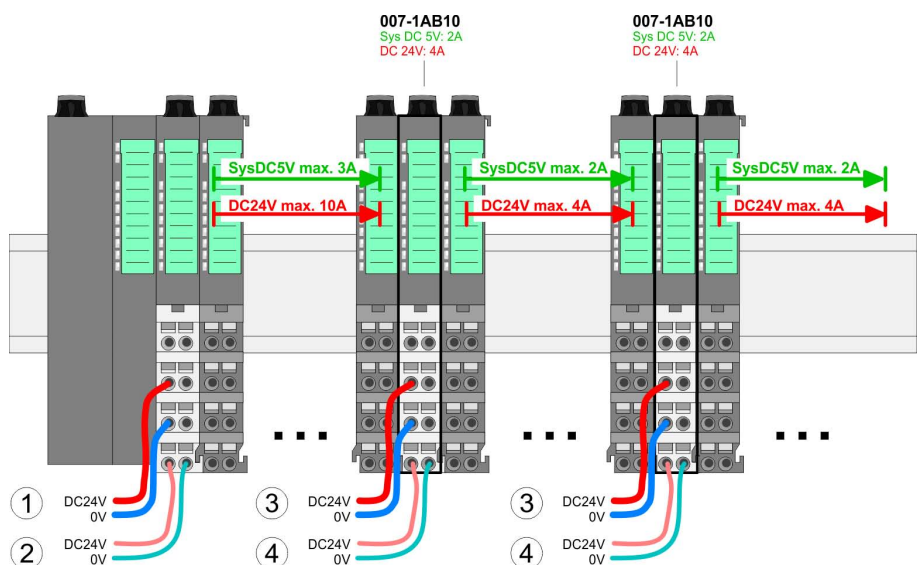 007-1AB10
Sys DC 5V: 2A
DC 24V: 4A
007-1AB10
Sys DC 5V: 2A
DC 24V: 4A
SysDC5V max. 3A
SysDC5V max. 2A
SysDC5V max. 2A
DC24V max. 10A
DC24V max. 4A
DC24V max. 4A
1
DC24V
0V
3
DC24V
0V
3
DC24V
0V
2
DC24V
0V
4
DC24V
0V
4
DC24V
0V